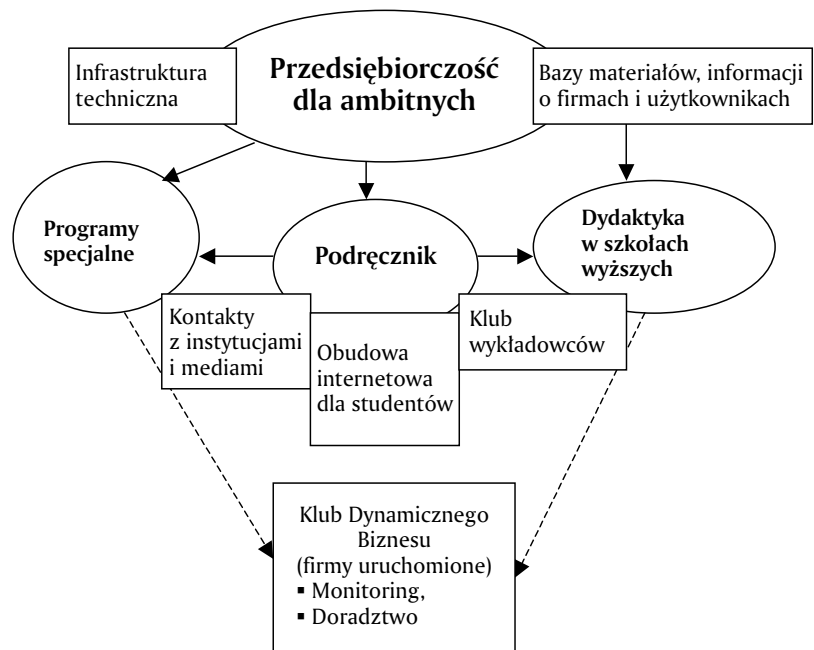 Infrastruktura
techniczna
Przedsiębiorczość
dla ambitnych
Bazy materiałów, informacji
o firmach i użytkownikach
Programy
specjalne
Podręcznik
Dydaktyka
w szkołach
wyższych
Kontakty
z instytucjami
i mediami
Obudowa
internetowa
dla studentów
Klub
wykładowców
Klub Dynamicznego
Biznesu
(firmy uruchomione)
▪ Monitoring,
▪ Doradztwo